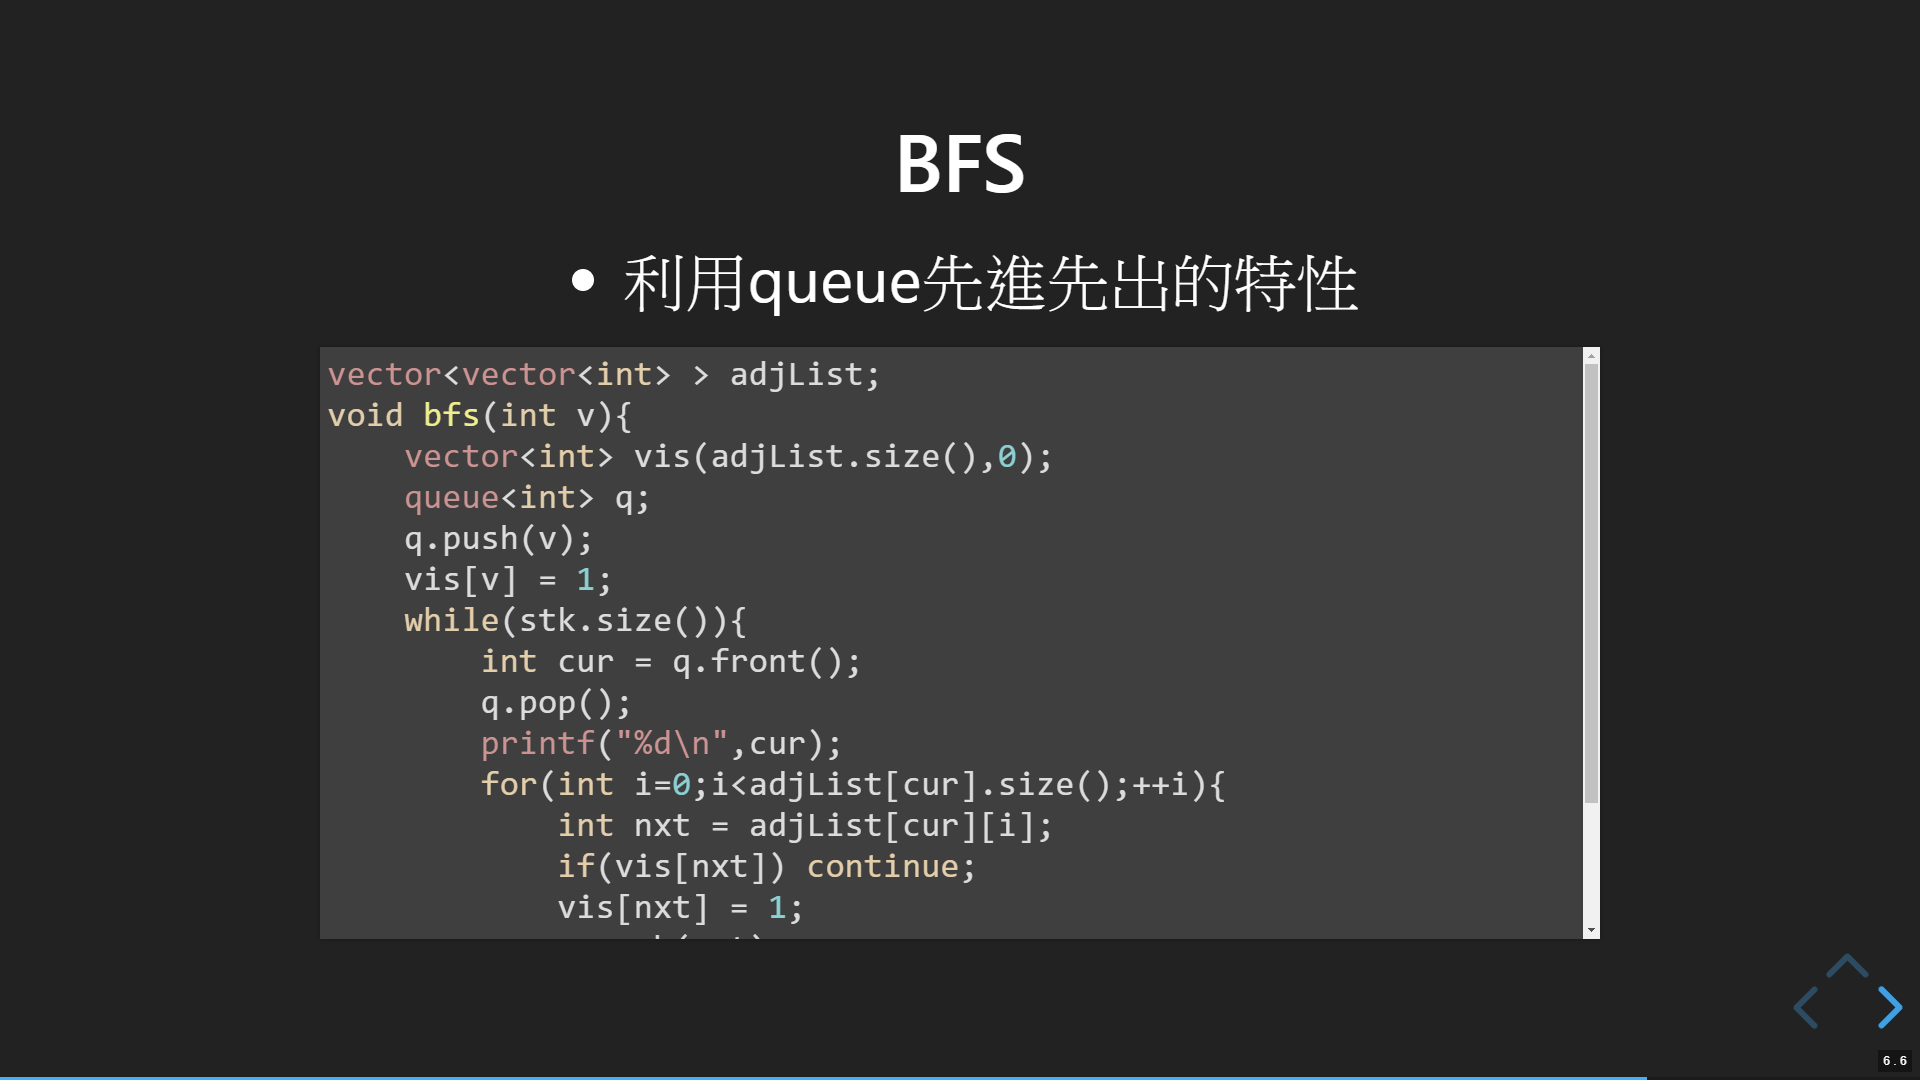 BFS
• 利用queue先進先出的特性
vector<vector<int> > adjList;
void bfs(int v){
    vector<int> vis(adjList.size(),0);
    queue<int> q;
    q.push(v);
    vis[v] = 1;
    while(stk.size()){
        int cur = q.front();
        q.pop();
        printf("%d\n",cur);
        for(int i=0;i<adjList[cur].size();++i){
            int nxt = adjList[cur][i];
            if(vis[nxt]) continue;
            vis[nxt] = 1;
6.6